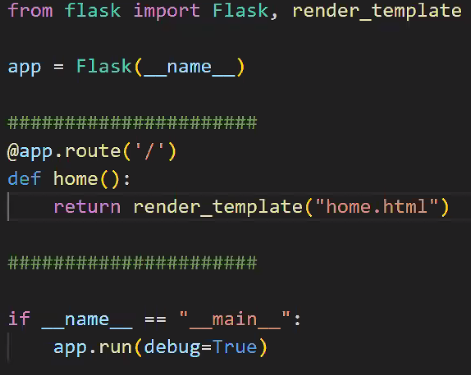 from flask import Flask, render_template
app = Flask(__name__)
######################
@app.route('/')
def home():
    return render_template("home.html")
######################
if __name__ == "__main__":
    app.run(debug=True)